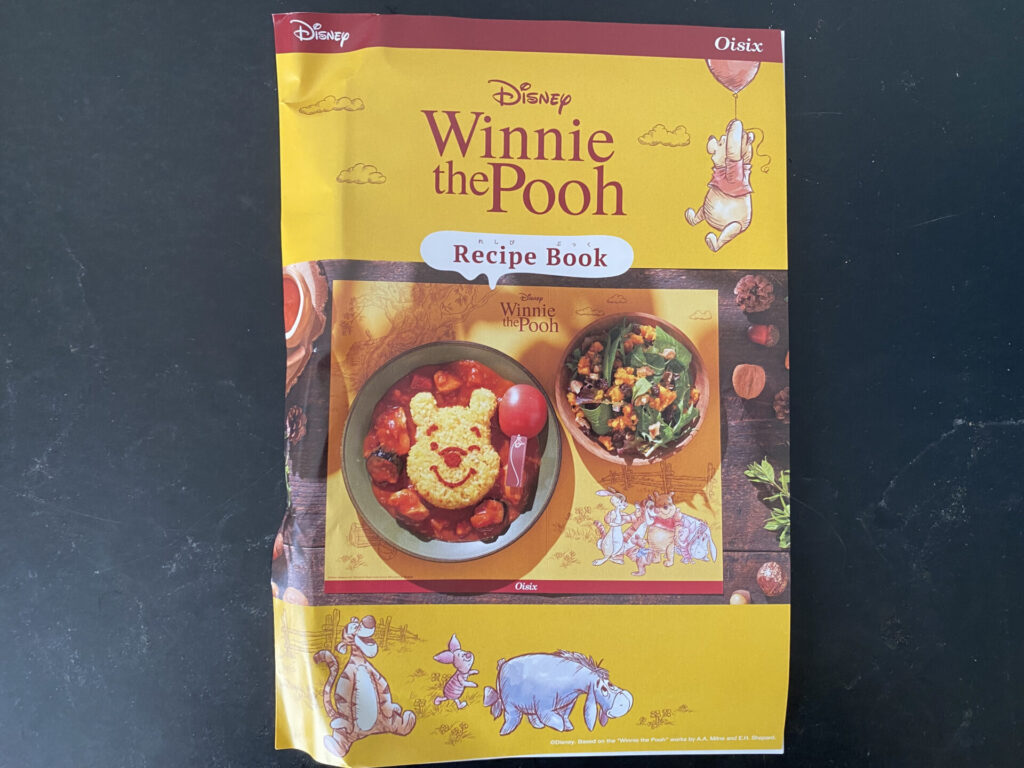 Disney
Oisix
Disney
Winnie
the Pooh
れしぴ ぶっく
Recipe Book
Disney
Winnie
the Pooh
Oisix
©Disney. Based on the "Winnie the Pooh" works by A.A. Milne and E.H. Shepard.